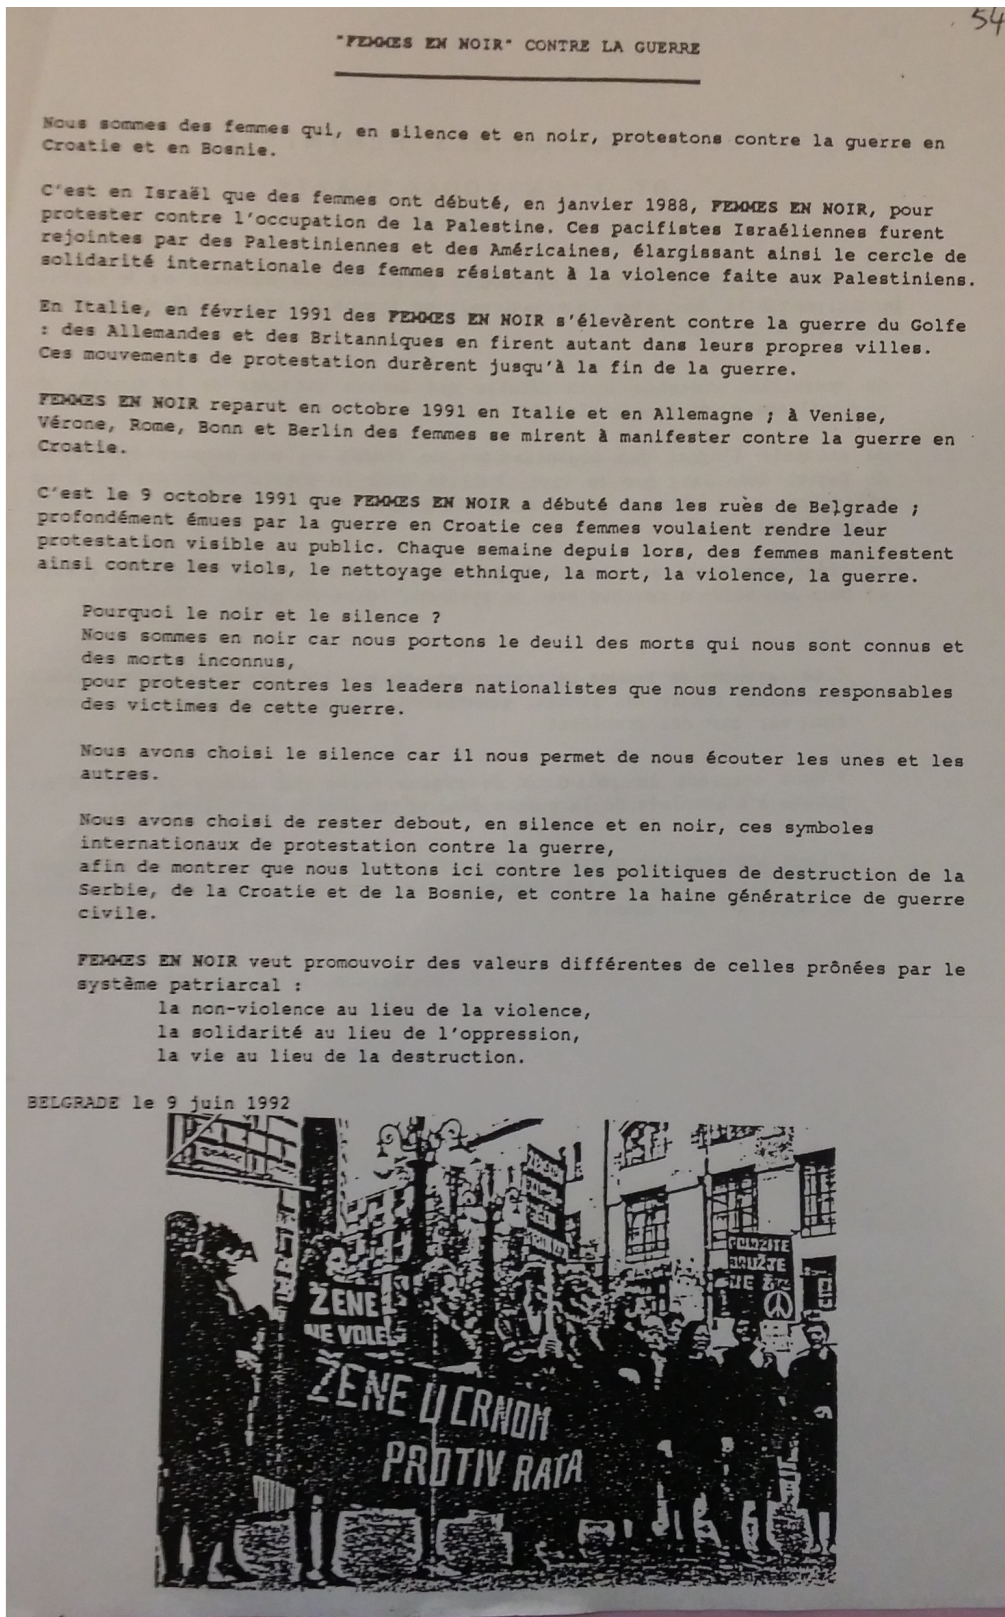 54
"FEMMES EN NOIR" CONTRE LA GUERRE
Nous sommes des femmes qui, en silence et en noir, protestons contre la guerre en
Croatie et en Bosnie.
C'est en Israël que des femmes ont débuté, en janvier 1988, FEMMES EN NOIR, pour
protester contre l'occupation de la Palestine. Ces pacifistes Israéliennes furent
rejointes par des Palestiniennes et des Américaines, élargissant ainsi le cercle de
solidarité internationale des femmes résistant à la violence faite aux Palestiniens.
En Italie, en février 1991 des FEMMES EN NOIR s'élevèrent contre la guerre du Golfe
: des Allemandes et des Britanniques en firent autant dans leurs propres villes.
Ces mouvements de protestation durèrent jusqu'à la fin de la guerre.
FEMMES EN NOIR reparut en octobre 1991 en Italie et en Allemagne ; à Venise,
Vérone, Rome, Bonn et Berlin des femmes se mirent à manifester contre la guerre en
Croatie.
C'est le 9 octobre 1991 que FEMMES EN NOIR a débuté dans les rues de Belgrade ;
profondément émues par la guerre en Croatie ces femmes voulaient rendre leur
protestation visible au public. Chaque semaine depuis lors, des femmes manifestent
ainsi contre les viols, le nettoyage ethnique, la mort, la violence, la guerre.
Pourquoi le noir et le silence ?
Nous sommes en noir car nous portons le deuil des morts qui nous sont connus et
des morts inconnus,
pour protester contres les leaders nationalistes que nous rendons responsables
des victimes de cette guerre.
Nous avons choisi le silence car il nous permet de nous écouter les unes et les
autres.
Nous avons choisi de rester debout, en silence et en noir, ces symboles
internationaux de protestation contre la guerre,
afin de montrer que nous luttons ici contre les politiques de destruction de la
Serbie, de la Croatie et de la Bosnie, et contre la haine génératrice de guerre
civile.
FEMMES EN NOIR veut promouvoir des valeurs différentes de celles prônées par le
système patriarcal :
la non-violence au lieu de la violence,
la solidarité au lieu de l'oppression,
la vie au lieu de la destruction.
BELGRADE le 9 juin 1992
ŽENE
NE VOLE
ŽENE U CRNOM
PROTIV RATA